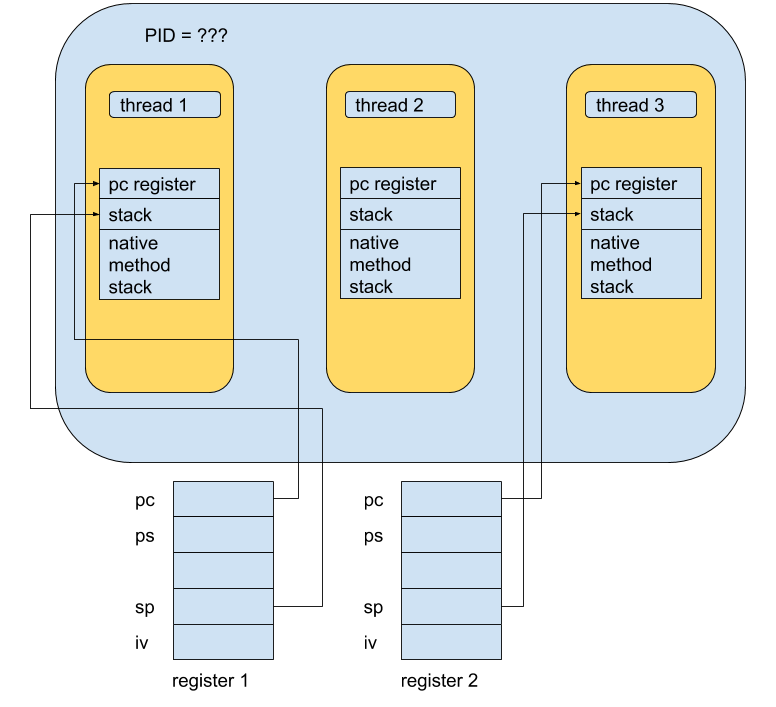 PID = ???
thread 1
thread 2
thread 3
pc register
stack
native
method
stack
pc register
stack
native
method
stack
pc register
stack
native
method
stack
pc
ps
sp
iv
register 1
pc
ps
sp
iv
register 2